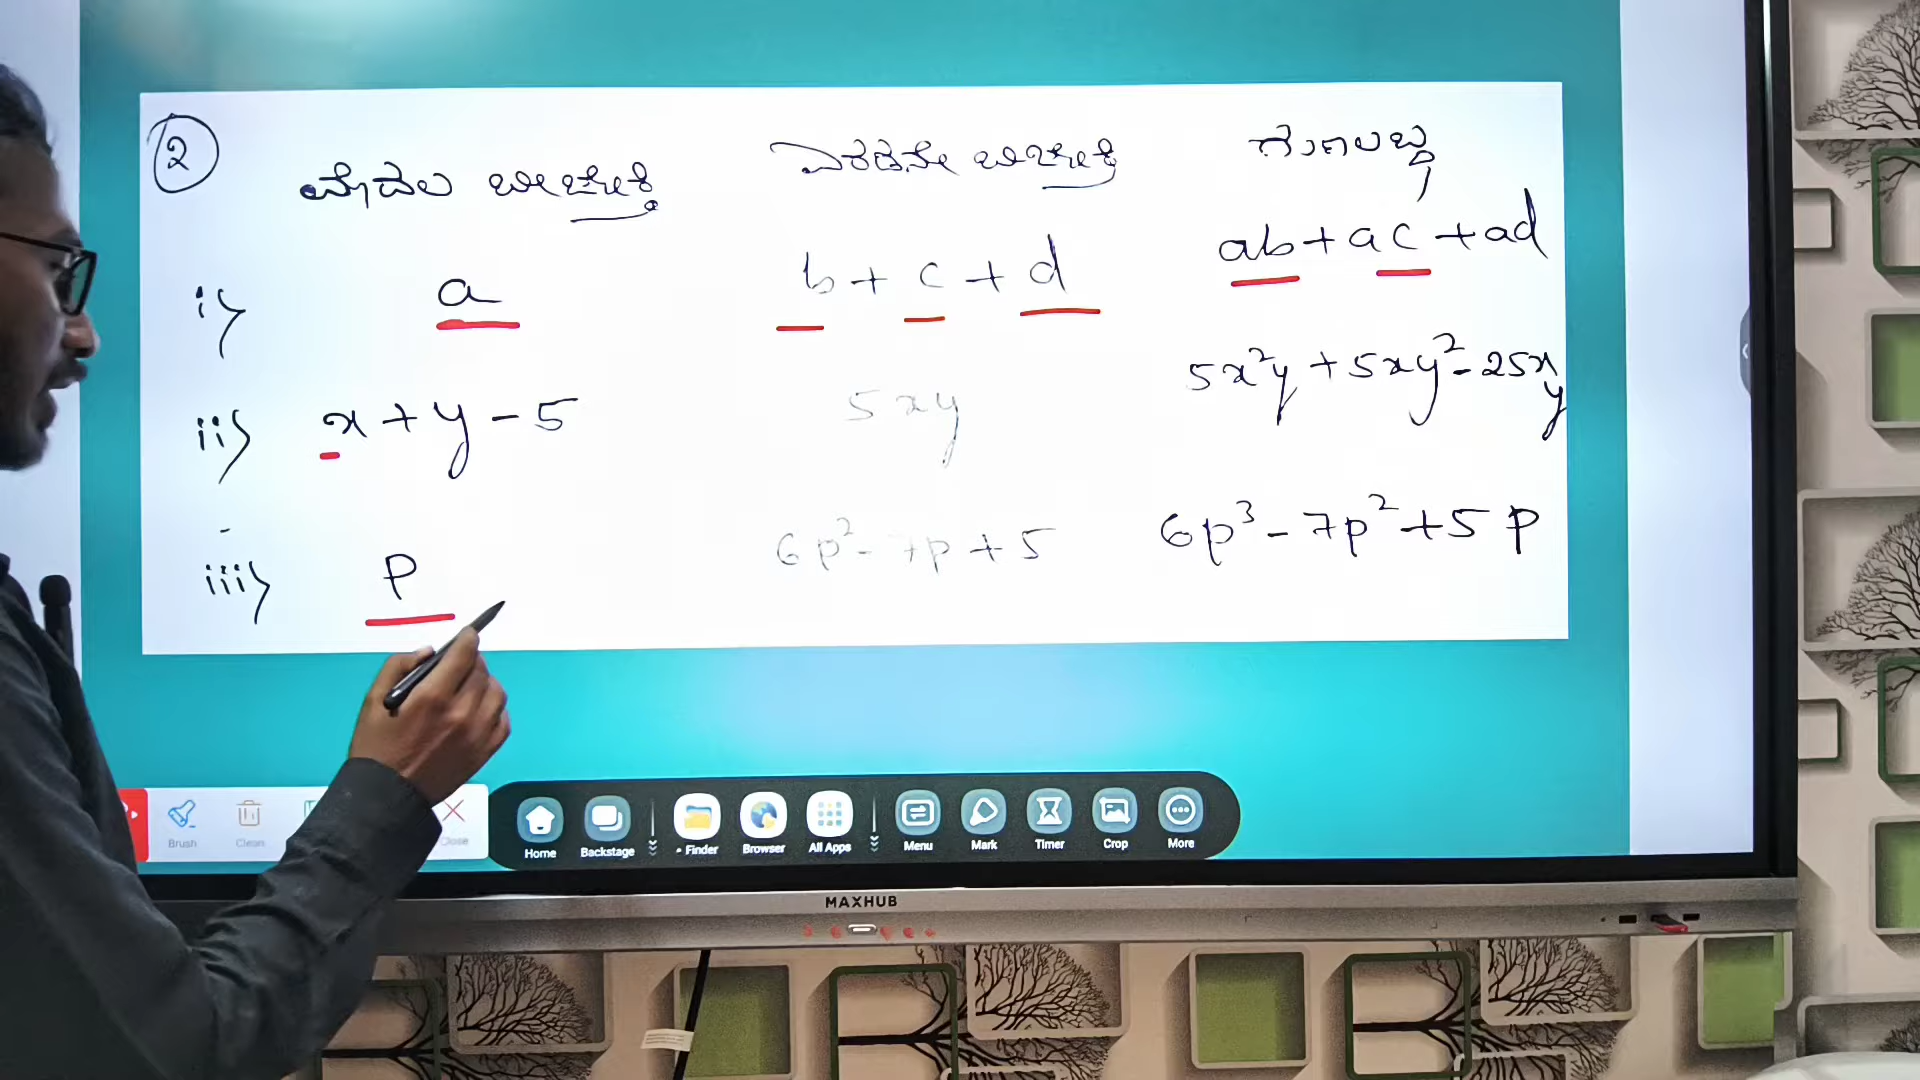 2
ಮೊದಲ ಬೀಜೋಕ್ತಿ ಎರಡನೇ ಬೀಜೋಕ್ತಿ ಗುಣಲಬ್ಧ
i) a b + c + d ab + ac + ad
ii) x + y - 5 5xy 5x²y + 5xy² - 25xy
iii) p 6p² - 7p + 5 6p³ - 7p² + 5p
Brush Clean Close Home Backstage Finder Browser All Apps Menu Mark Timer Crop More
MAXHUB